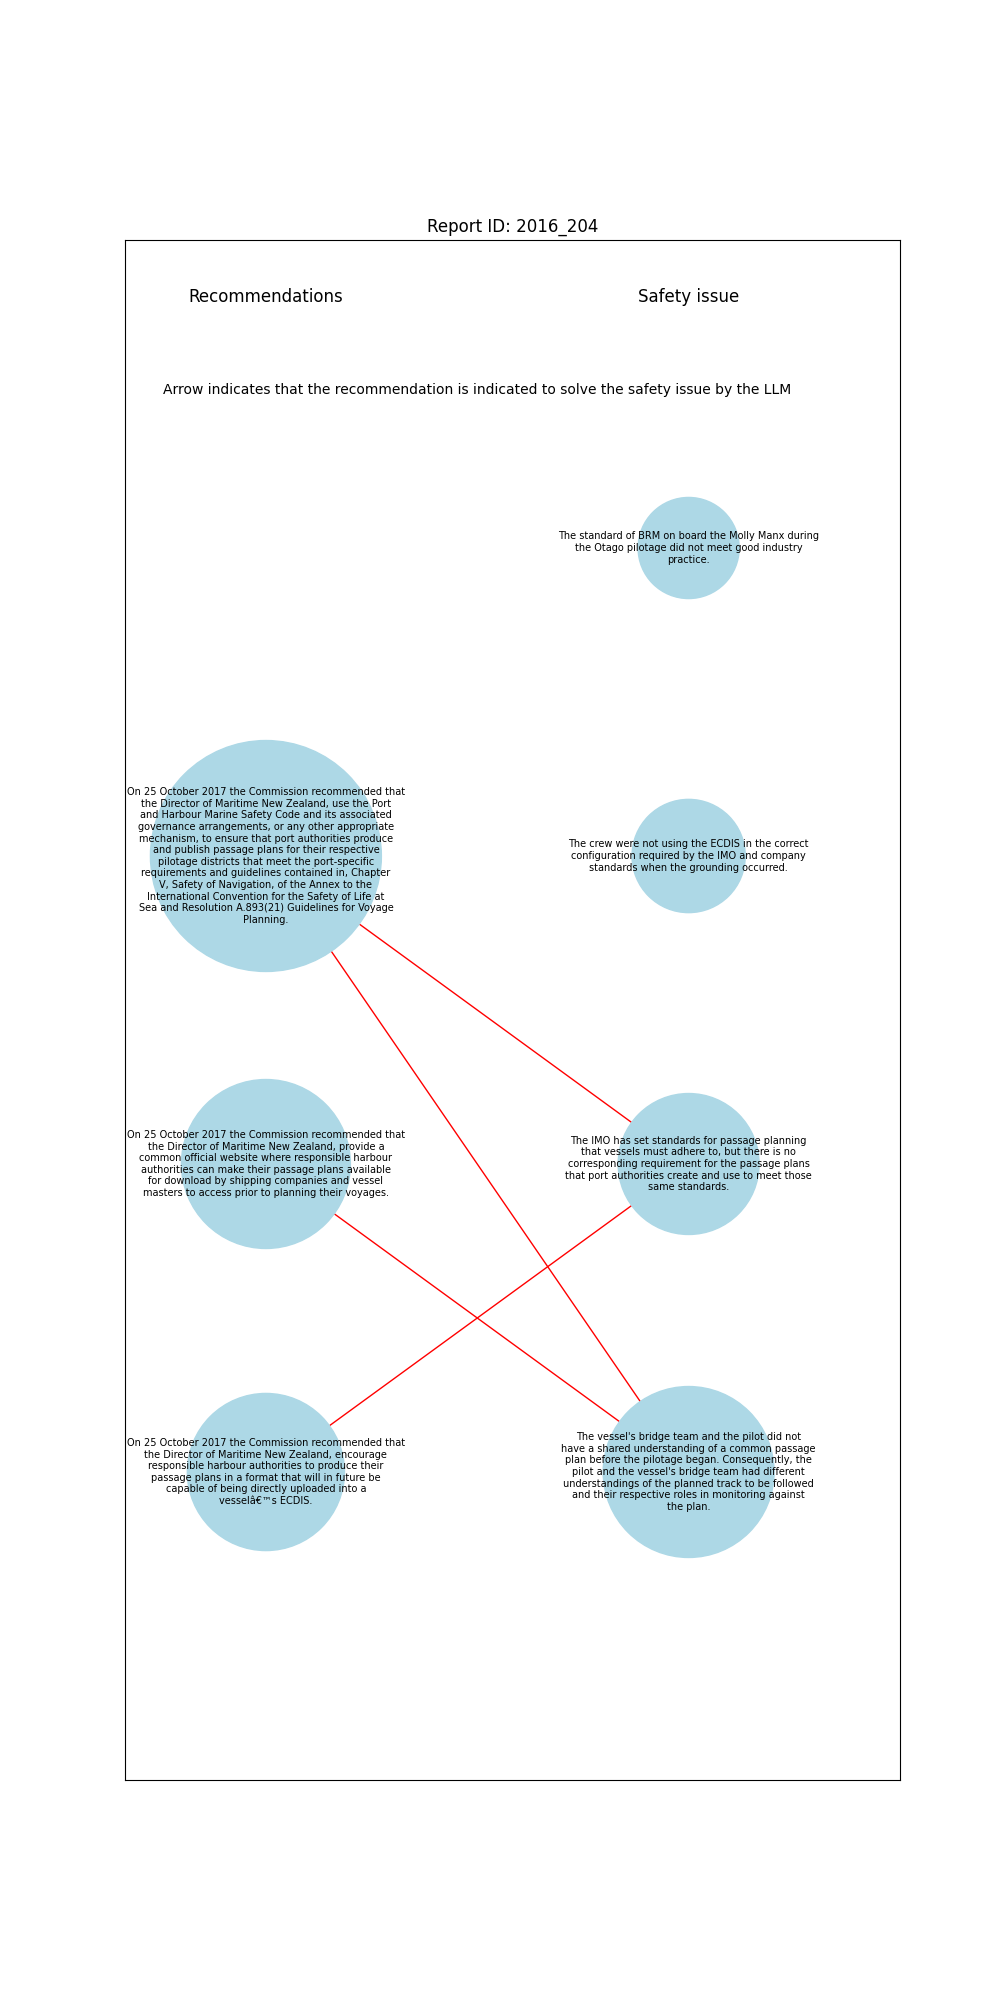 Report ID: 2016_204
Recommendations
Safety issue
Arrow indicates that the recommendation is indicated to solve the safety issue by the LLM
The standard of BRM on board the Molly Manx during
the Otago pilotage did not meet good industry
practice.
On 25 October 2017 the Commission recommended that
the Director of Maritime New Zealand, use the Port
and Harbour Marine Safety Code and its associated
governance arrangements, or any other appropriate
mechanism, to ensure that port authorities produce
and publish passage plans for their respective
pilotage districts that meet the port-specific
requirements and guidelines contained in, Chapter
V, Safety of Navigation, of the Annex to the
International Convention for the Safety of Life at
Sea and Resolution A.893(21) Guidelines for Voyage
Planning.
The crew were not using the ECDIS in the correct
configuration required by the IMO and company
standards when the grounding occurred.
On 25 October 2017 the Commission recommended that
the Director of Maritime New Zealand, provide a
common official website where responsible harbour
authorities can make their passage plans available
for download by shipping companies and vessel
masters to access prior to planning their voyages.
The IMO has set standards for passage planning
that vessels must adhere to, but there is no
corresponding requirement for the passage plans
that port authorities create and use to meet those
same standards.
On 25 October 2017 the Commission recommended that
the Director of Maritime New Zealand, encourage
responsible harbour authorities to produce their
passage plans in a format that will in future be
capable of being directly uploaded into a
vesselâ€™s ECDIS.
The vessel's bridge team and the pilot did not
have a shared understanding of a common passage
plan before the pilotage began. Consequently, the
pilot and the vessel's bridge team had different
understandings of the planned track to be followed
and their respective roles in monitoring against
the plan.